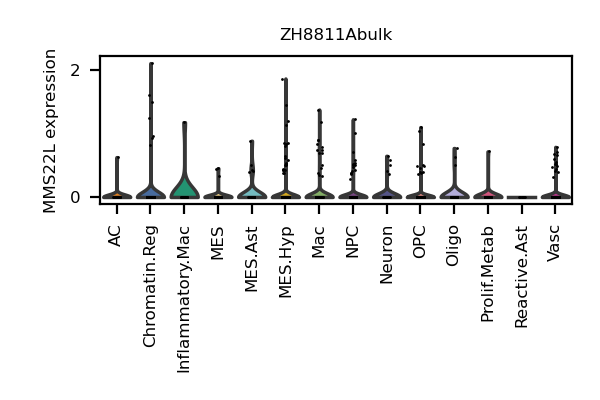 ZH8811Abulk
MMS22L expression
2
0
AC
Chromatin.Reg
Inflammatory.Mac
MES
MES.Ast
MES.Hyp
Mac
NPC
Neuron
OPC
Oligo
Prolif.Metab
Reactive.Ast
Vasc